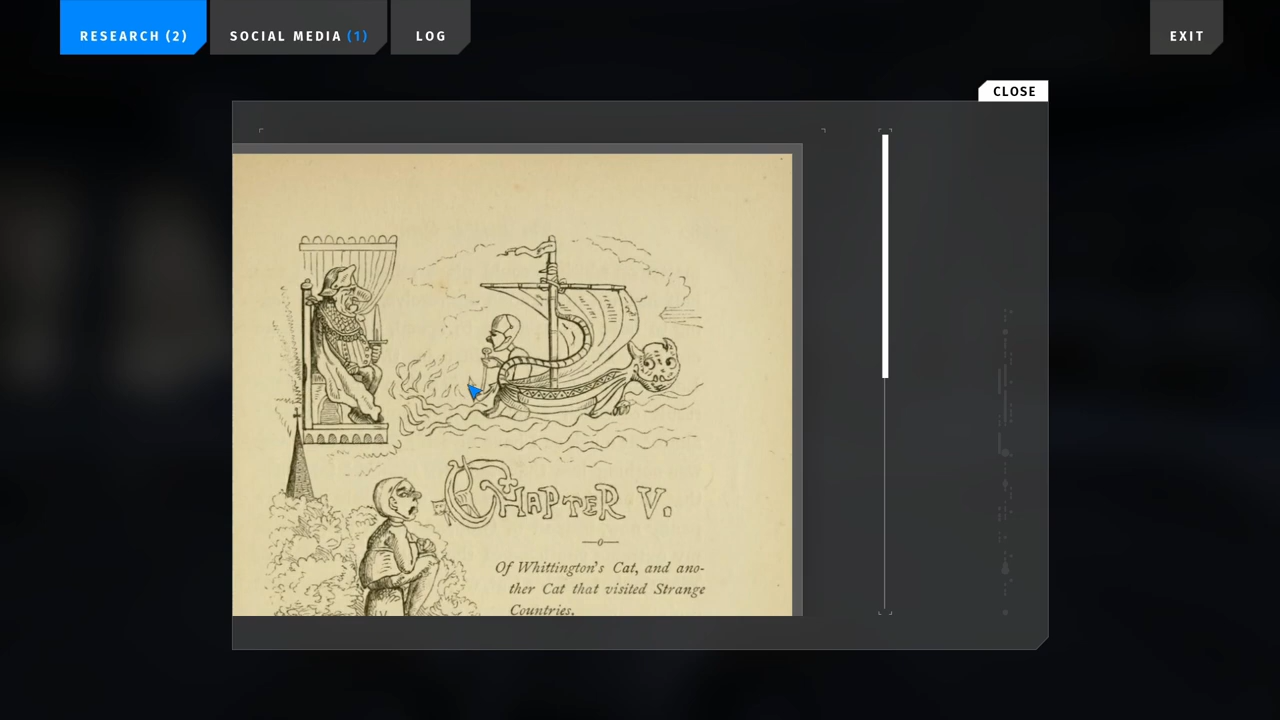 RESEARCH (2)
SOCIAL MEDIA (1)
LOG
EXIT
CLOSE
CHAPTER V.
Of Whittington's Cat, and ano-
ther Cat that visited Strange
Countries.